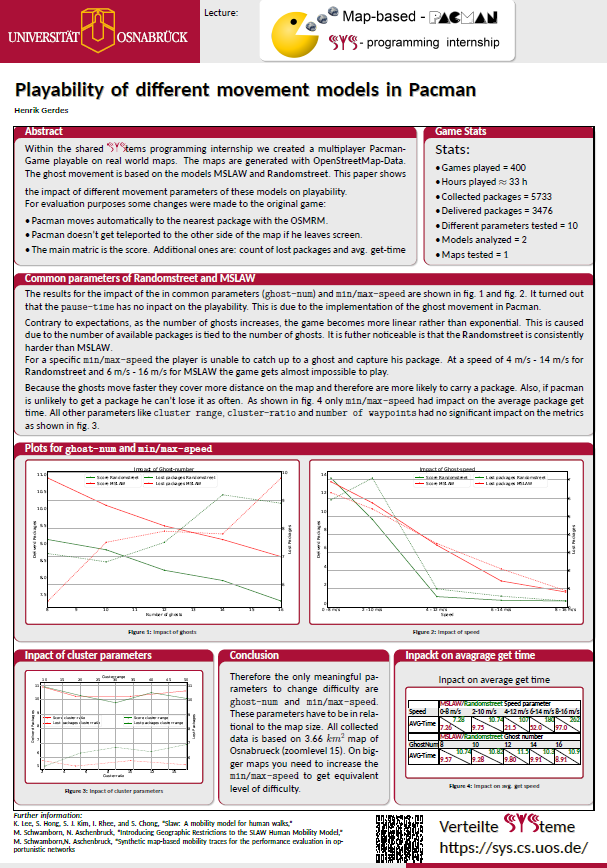 UNIVERSITÄT OSNABRÜCK
Lecture:
Map-based - PACMAN
SYS - programming internship
Playability of different movement models in Pacman
Henrik Gerdes
Abstract
Within the shared SYStems programming internship we created a multiplayer Pacman-
Game playable on real world maps. The maps are generated with OpenStreetMap-Data.
The ghost movement is based on the models MSLAW and Randomstreet. This paper shows
the impact of different movement parameters of these models on playability.
For evaluation purposes some changes were made to the original game:
• Pacman moves automatically to the nearest package with the OSMRM.
• Pacman doesn't get teleported to the other side of the map if he leaves screen.
• The main matric is the score. Additional ones are: count of lost packages and avg. get-time
Game Stats
Stats:
• Games played = 400
• Hours played ≈ 33 h
• Collected packages = 5733
• Delivered packages = 3476
• Different parameters tested = 10
• Models analyzed = 2
• Maps tested = 1
Common parameters of Randomstreet and MSLAW
The results for the impact of the in common parameters (ghost-num) and min/max-speed are shown in fig. 1 and fig. 2. It turned out
that the pause-time has no inpact on the playability. This is due to the implementation of the ghost movement in Pacman.
Contrary to expectations, as the number of ghosts increases, the game becomes more linear rather than exponential. This is caused
due to the number of available packages is tied to the number of ghosts. It is futher noticeable is that the Randomstreet is consistently
harder than MSLAW.
For a specific min/max-speed the player is unable to catch up to a ghost and capture his package. At a speed of 4 m/s - 14 m/s for
Randomstreet and 6 m/s - 16 m/s for MSLAW the game gets almost impossible to play.
Because the ghosts move faster they cover more distance on the map and therefore are more likely to carry a package. Also, if pacman
is unlikely to get a package he can't lose it as often. As shown in fig. 4 only min/max-speed had impact on the average package get
time. All other parameters like cluster range, cluster-ratio and number of waypoints had no significant impact on the metrics
as shown in fig. 3.
Plots for ghost-num and min/max-speed
Impact of Ghost-number
Score Randomstreet
Score MSLAW
Lost packages Randomstreet
Lost packages MSLAW
Delivered Packages
Lost Packages
Number of ghosts
Figure 1: Impact of ghosts
Impact of Ghost-speed
Score Randomstreet
Score MSLAW
Lost packages Randomstreet
Lost packages MSLAW
Delivered Packages
Lost Packages
0 -8 m/s 2 -10 m/s 4 -12 m/s 6 -14 m/s 8 -16 m/s
Speed
Figure 2: Impact of speed
Inpact of cluster parameters
Cluster-range
Score cluster-ratio
Lost packages cluster-ratio
Delivered Packages
Cluster-ratio
Figure 3: Impact of cluster parameters
Conclusion
Therefore the only meaningful pa-
rameters to change difficulty are
ghost-num and min/max-speed.
These parameters have to be in rela-
tional to the map size. All collected
data is based on 3.66 km² map of
Osnabrueck (zoomlevel 15). On big-
ger maps you need to increase the
min/max-speed to get equivalent
level of difficulty.
Inpackt on avagrage get time
Inpact on average get time
MSLAW/Randomstreet Speed parameter
Speed 0-8 m/s 2-10 m/s 4-12 m/s 6-14 m/s 8-16 m/s
AVG-Time 7.28 10.74 107 180 262
7.26 9.75 21.5 52.0 97.0
MSLAW/Randomstreet Ghost number
GhostNum 8 10 12 14 16
AVG-Time 10.74 10.82 11.5 10.9
9.57 9.28 9.80 9.91 8.91
Figure 4: Impact on avg. get speed
Further information:
K. Lee, S. Hong, S. J. Kim, I. Rhee, and S. Chong, "Slaw: A mobility model for human walks,"
M. Schwamborn, N. Aschenbruck, "Introducing Geographic Restrictions to the SLAW Human Mobility Model,"
M. Schwamborn,N. Aschenbruck, "Synthetic map-based mobility traces for the performance evaluation in op-
portunistic networks
Verteilte SYSteme
https://sys.cs.uos.de/